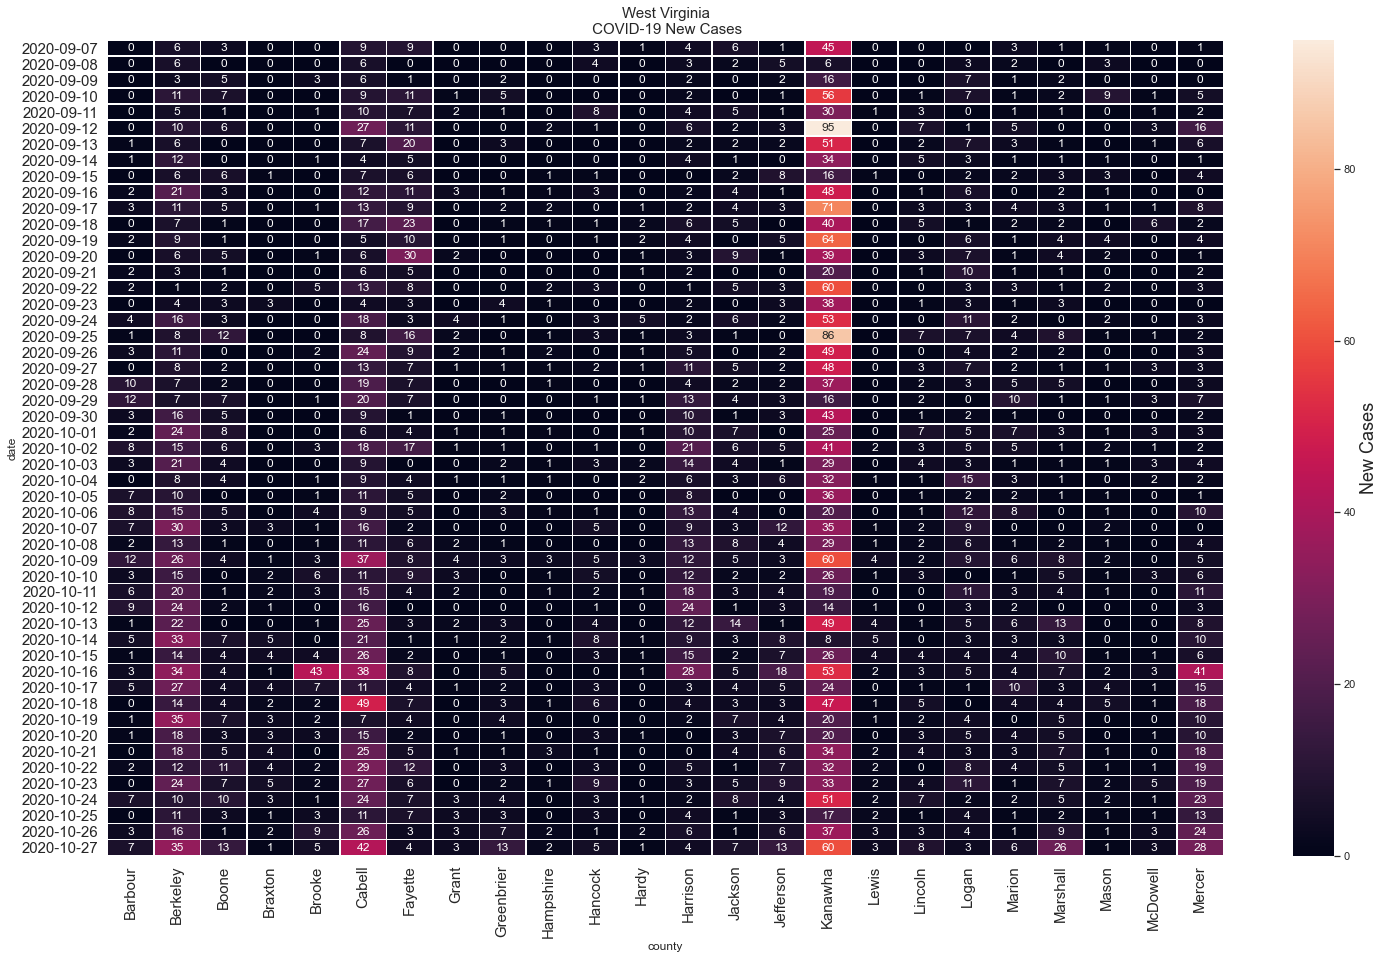 West Virginia
COVID-19 New Cases
2020-09-07 0 6 3 0 0 9 9 0 0 0 3 1 4 6 1 45 0 0 0 3 1 1 0 1
2020-09-08 0 6 0 0 0 6 0 0 0 0 4 0 3 2 5 6 0 0 3 2 0 3 0 0
2020-09-09 0 3 5 0 3 6 1 0 2 0 0 0 2 0 2 16 0 0 7 1 2 0 0 2
2020-09-10 0 11 7 0 0 9 11 1 5 0 0 0 2 0 1 56 0 1 7 1 2 9 1 5
2020-09-11 0 5 1 0 1 10 7 2 1 0 8 0 4 5 1 30 1 3 0 1 1 0 1 2
2020-09-12 0 10 6 0 0 27 11 0 0 2 1 0 6 2 3 95 0 7 1 5 0 0 3 16
2020-09-13 1 6 0 0 0 7 20 0 3 0 0 0 2 2 2 51 0 2 7 3 1 0 1 6
2020-09-14 1 12 0 0 1 4 5 0 0 0 0 0 4 1 0 34 0 5 3 1 1 1 0 1
2020-09-15 0 6 6 1 0 7 6 0 0 1 1 0 0 2 8 16 1 0 2 2 3 3 0 4
2020-09-16 2 21 3 0 0 12 11 3 1 1 3 0 2 4 1 48 0 1 6 0 2 1 0 0
2020-09-17 3 11 5 0 1 13 9 0 2 2 0 1 2 4 3 71 0 3 3 4 3 1 1 8
2020-09-18 0 7 1 0 0 17 23 0 1 1 1 2 6 5 0 40 0 5 1 2 2 0 6 2
2020-09-19 2 9 1 0 0 5 10 0 1 0 1 2 4 0 5 64 0 0 6 1 4 4 0 4
2020-09-20 0 6 5 0 1 6 30 2 0 0 0 1 3 9 1 39 0 3 7 1 4 2 0 1
2020-09-21 2 3 1 0 0 6 5 0 0 0 0 1 2 0 0 20 0 1 10 1 1 0 0 2
2020-09-22 2 1 2 0 5 13 8 0 0 2 3 0 1 5 3 60 0 0 3 3 1 2 0 3
2020-09-23 0 4 3 3 0 4 3 0 4 1 0 0 2 0 3 38 0 1 3 1 3 0 0 0
2020-09-24 4 16 3 0 0 18 3 4 1 0 3 5 2 6 2 53 0 0 11 2 0 2 0 3
2020-09-25 1 8 12 0 0 8 16 2 0 1 3 1 3 1 0 86 0 7 7 4 8 1 1 2
2020-09-26 3 11 0 0 2 24 9 2 1 2 0 1 5 0 2 49 0 0 4 2 2 0 0 3
2020-09-27 0 8 2 0 0 13 7 1 1 1 2 1 11 5 2 48 0 3 7 2 1 1 3 3
2020-09-28 10 7 2 0 0 19 7 0 0 1 0 0 4 2 2 37 0 2 3 5 5 0 0 3
2020-09-29 12 7 7 0 1 20 7 0 0 0 1 1 13 4 3 16 0 2 0 10 1 1 3 7
2020-09-30 3 16 5 0 0 9 1 0 1 0 0 0 10 1 3 43 0 1 2 1 0 0 0 2
2020-10-01 2 24 8 0 0 6 4 1 1 1 0 1 10 7 0 25 0 7 5 7 3 1 3 3
2020-10-02 8 15 6 0 3 18 17 1 1 0 1 0 21 6 5 41 2 3 5 5 1 2 1 2
2020-10-03 3 21 4 0 0 9 0 0 2 1 3 2 14 4 1 29 0 4 3 1 1 1 3 4
2020-10-04 0 8 4 0 1 9 4 1 1 1 0 2 6 3 6 32 1 1 15 3 1 0 2 2
2020-10-05 7 10 0 0 1 11 5 0 2 0 0 0 8 0 0 36 0 1 2 2 1 1 0 1
2020-10-06 8 15 5 0 4 9 5 0 3 1 1 0 13 4 0 20 0 1 12 8 0 1 0 10
2020-10-07 7 30 3 3 1 16 2 0 0 0 5 0 9 3 12 35 1 2 9 0 0 2 0 0
2020-10-08 2 13 1 0 1 11 6 2 1 0 0 0 13 8 4 29 1 2 6 1 2 1 0 4
2020-10-09 12 26 4 1 3 37 8 4 3 3 5 3 12 5 3 60 4 2 9 6 8 2 0 5
2020-10-10 3 15 0 2 6 11 9 3 0 1 5 0 12 2 2 26 1 3 0 1 5 1 3 6
2020-10-11 6 20 1 2 3 15 4 2 0 1 2 1 18 3 4 19 0 0 11 3 4 1 0 11
2020-10-12 9 24 2 1 0 16 0 0 0 0 1 0 24 1 3 14 1 0 3 2 0 0 0 3
2020-10-13 1 22 0 0 1 25 3 2 3 0 4 0 12 14 1 49 4 1 5 6 13 0 0 8
2020-10-14 5 33 7 5 0 21 1 1 2 1 8 1 9 3 8 8 5 0 3 3 3 0 0 10
2020-10-15 1 14 4 4 4 26 2 0 1 0 3 1 15 2 7 26 4 4 4 4 10 1 1 6
2020-10-16 3 34 4 1 43 38 8 0 5 0 0 1 28 5 18 53 2 3 5 4 7 2 3 41
2020-10-17 5 27 4 4 7 11 4 1 2 0 3 0 3 4 5 24 0 1 1 10 3 4 1 15
2020-10-18 0 14 4 2 2 49 7 0 3 1 6 0 4 3 3 47 1 5 0 4 4 5 1 18
2020-10-19 1 35 7 3 2 7 4 0 4 0 0 0 2 7 4 20 1 2 4 0 5 0 0 10
2020-10-20 1 18 3 3 3 15 2 0 1 0 1 0 0 3 7 20 0 3 5 4 5 0 1 10
2020-10-21 0 18 5 4 0 25 5 1 1 3 1 0 0 4 6 34 2 4 3 3 7 1 0 18
2020-10-22 2 12 11 4 2 29 12 0 3 0 3 0 5 1 7 32 2 0 8 4 5 1 1 19
2020-10-23 0 24 7 5 2 27 6 0 2 1 9 0 3 5 9 33 2 4 11 1 7 2 5 19
2020-10-24 7 10 10 3 1 24 7 3 4 0 3 1 2 8 4 51 2 7 2 2 5 2 1 23
2020-10-25 0 11 3 1 3 11 7 3 3 0 3 0 4 1 3 17 2 1 4 1 2 1 1 13
2020-10-26 3 16 1 2 9 26 3 3 7 2 1 2 6 1 6 37 3 3 4 1 9 1 3 24
2020-10-27 7 35 13 1 5 42 4 3 13 2 5 1 4 7 13 60 3 8 3 6 26 1 3 28
Barbour Berkeley Boone Braxton Brooke Cabell Fayette Grant Greenbrier Hampshire Hancock Hardy Harrison Jackson Jefferson Kanawha Lewis Lincoln Logan Marion Marshall Mason McDowell Mercer
county
date
80
60
40
20
0
New Cases